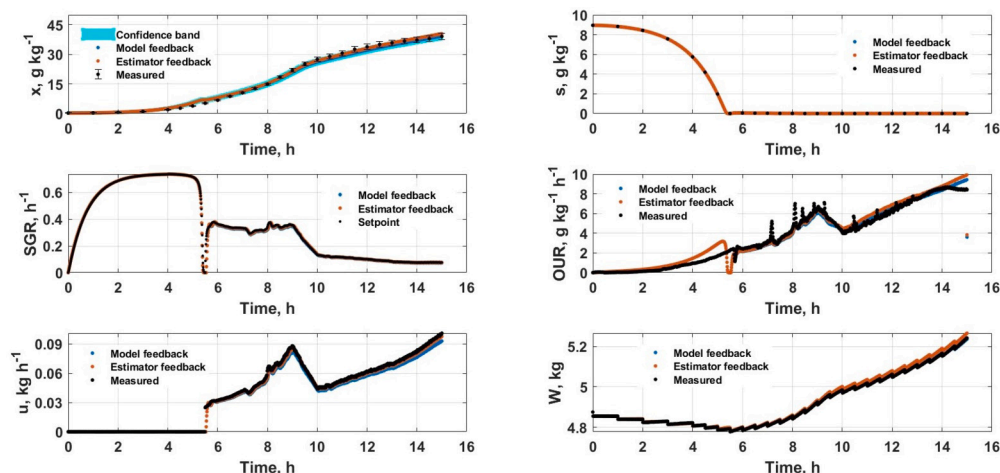 x, g kg⁻¹
45
30
15
0
Confidence band
Model feedback
Estimator feedback
Measured
0 2 4 6 8 10 12 14 16
Time, h
s, g kg⁻¹
8
6
4
2
0
Model feedback
Estimator feedback
Measured
0 2 4 6 8 10 12 14 16
Time, h
SGR, h⁻¹
0.6
0.4
0.2
0
Model feedback
Estimator feedback
Setpoint
0 2 4 6 8 10 12 14 16
Time, h
OUR, g kg⁻¹ h⁻¹
10
8
6
4
2
0
Model feedback
Estimator feedback
Measured
0 2 4 6 8 10 12 14 16
Time, h
u, kg h⁻¹
0.09
0.06
0.03
0
Model feedback
Estimator feedback
Measured
0 2 4 6 8 10 12 14 16
Time, h
W, kg
5.2
5
4.8
Model feedback
Estimator feedback
Measured
0 2 4 6 8 10 12 14 16
Time, h